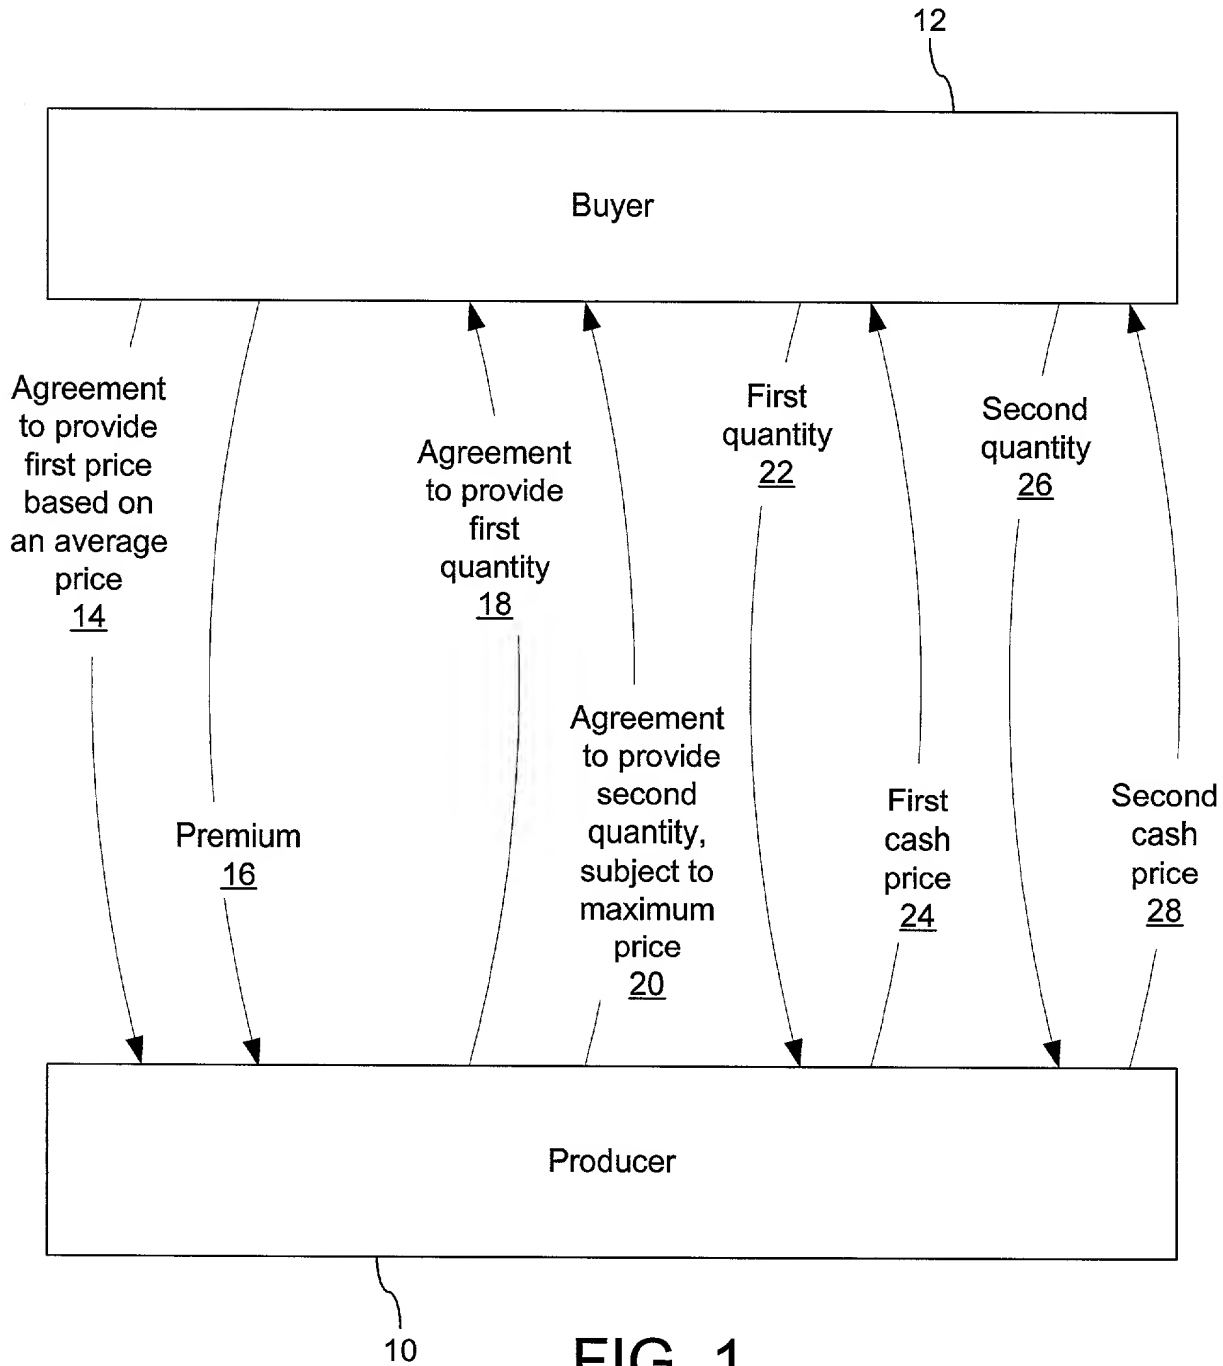 12
Buyer
Agreement
to provide
first price
based on
an average
price
14
Premium
16
Agreement
to provide
first
quantity
18
Agreement
to provide
second
quantity,
subject to
maximum
price
20
First
quantity
22
First
cash
price
24
Second
quantity
26
Second
cash
price
28
Producer
10
FIG. 1